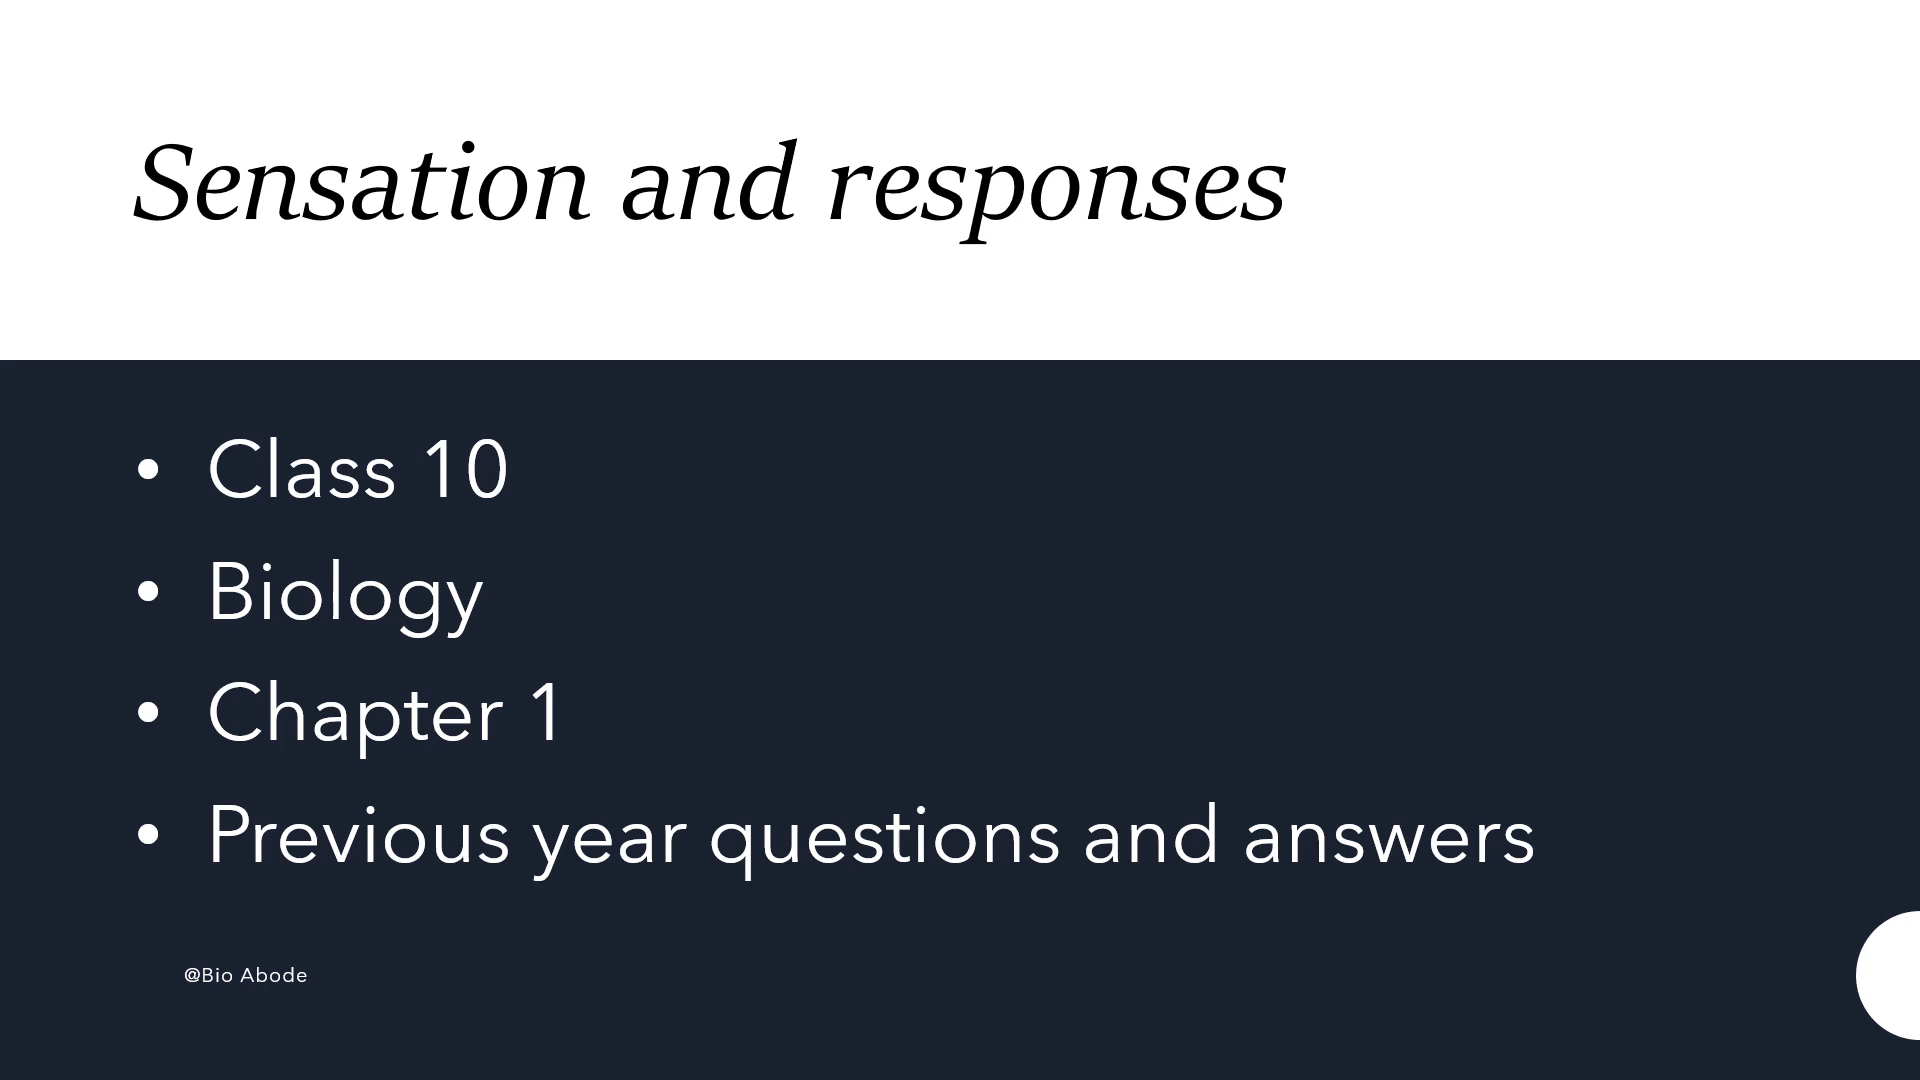 Sensation and responses
• Class 10
• Biology
• Chapter 1
• Previous year questions and answers
@Bio Abode